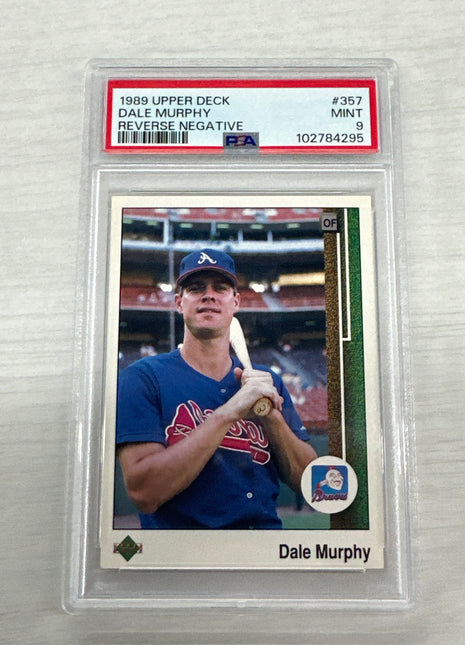 1989 UPPER DECK #357
DALE MURPHY MINT
REVERSE NEGATIVE 9
PSA 102784295
OF
A
Braves
Braves
Dale Murphy